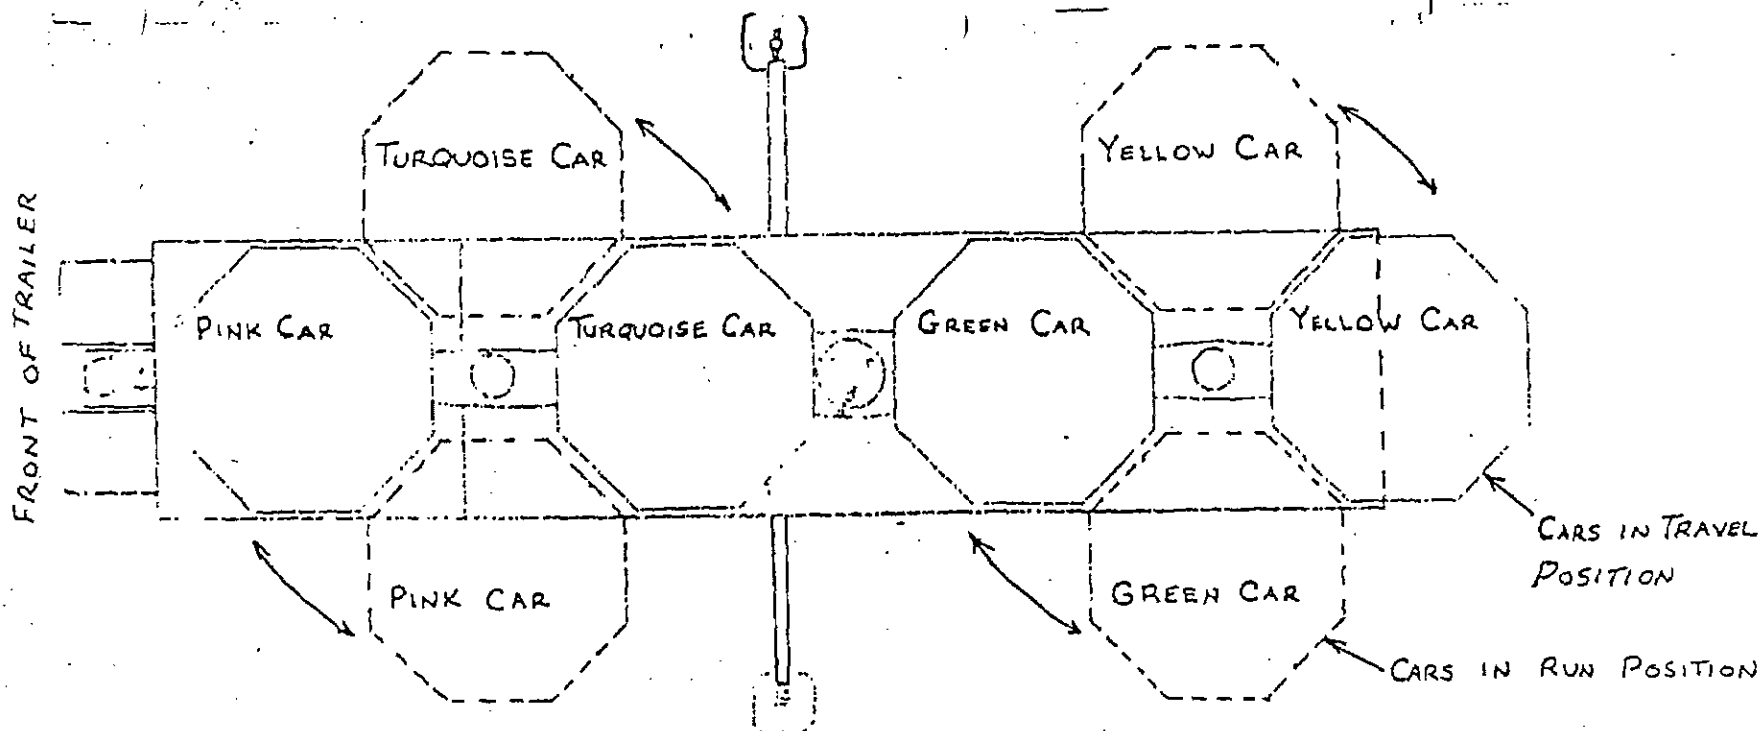 TURQUOISE CAR
YELLOW CAR
FRONT OF TRAILER
PINK CAR
TURQUOISE CAR
GREEN CAR
YELLOW CAR
CARS IN TRAVEL
POSITION
PINK CAR
GREEN CAR
CARS IN RUN POSITION